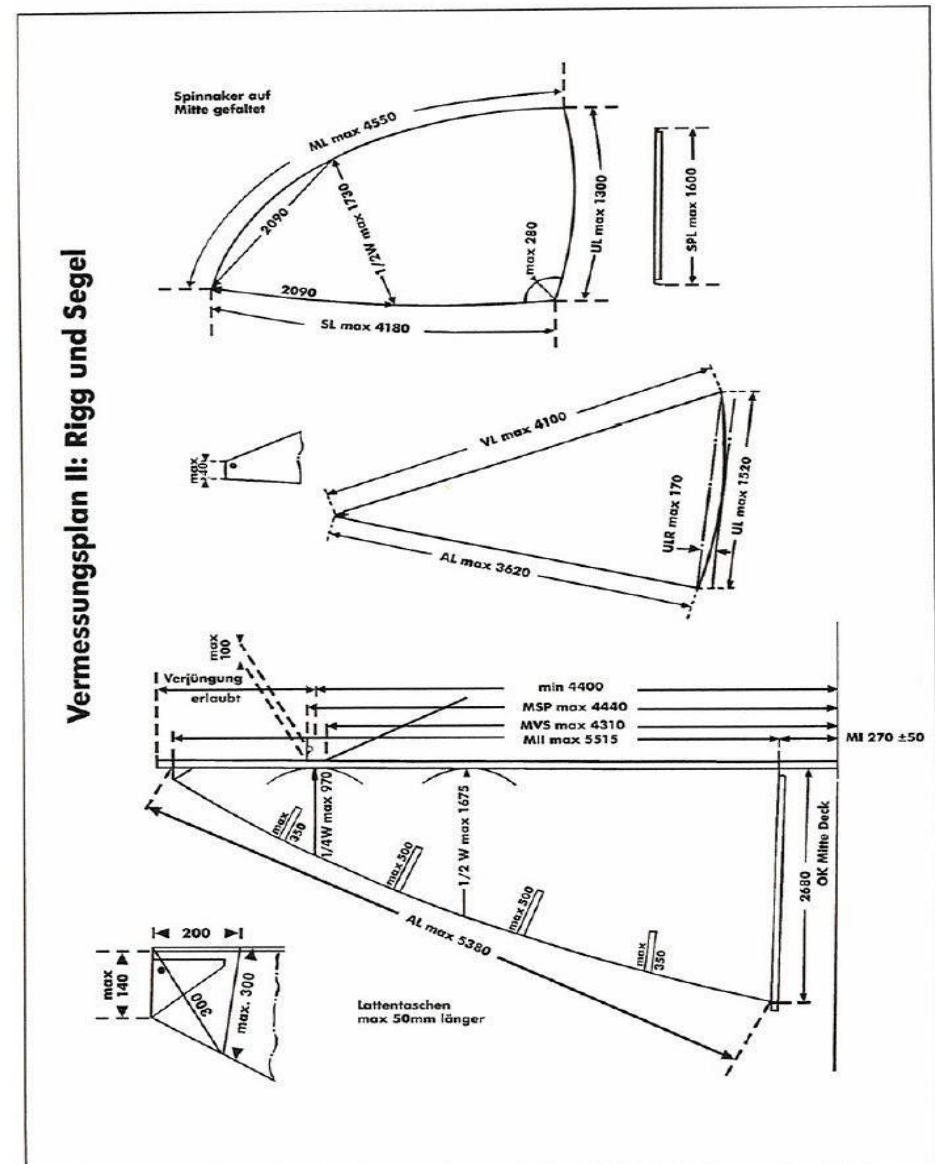 Vermessungsplan II: Rigg und Segel
Spinnaker auf
Mitte gefaltet
ML max 4550
2090
1/2W max 1730
2090
SL max 4180
max 280
UL max 1300
SPL max 1600
max
40
VL max 4100
AL max 3620
ULR max 170
UL max 1520
max
100
Verjüngung
erlaubt
min 4400
MSP max 4440
MVS max 4310
MII max 5515
MI 270 ±50
1/4W max 970
1/2 W max 1675
max
350
max 500
max 500
max
350
AL max 5380
2680
OK Mitte Deck
200
max
140
300
max. 300
Lattentaschen
max 50mm länger